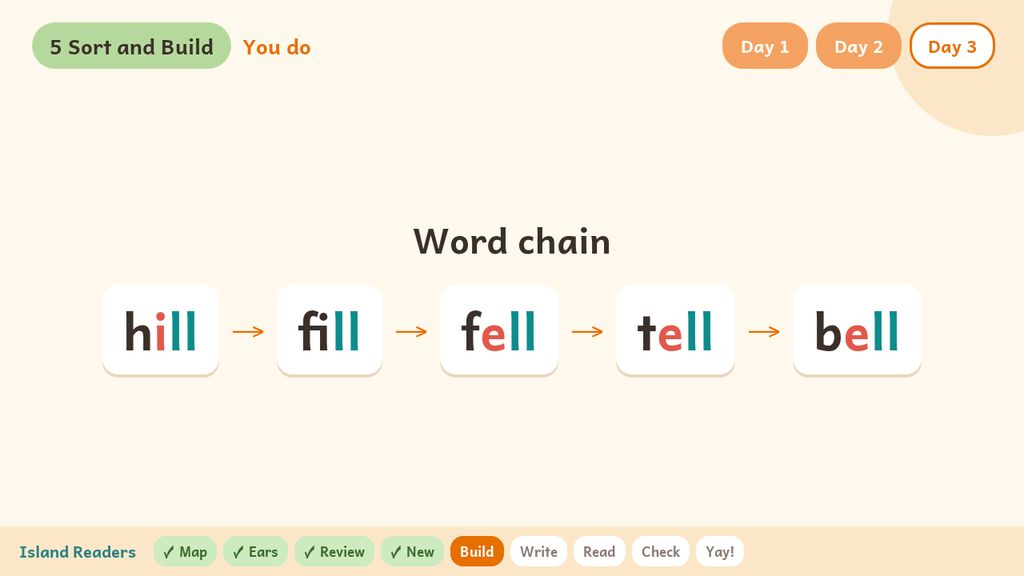 5 Sort and Build You do Day 1 Day 2 Day 3
Word chain
hill → fill → fell → tell → bell
Island Readers ✓ Map ✓ Ears ✓ Review ✓ New Build Write Read Check Yay!